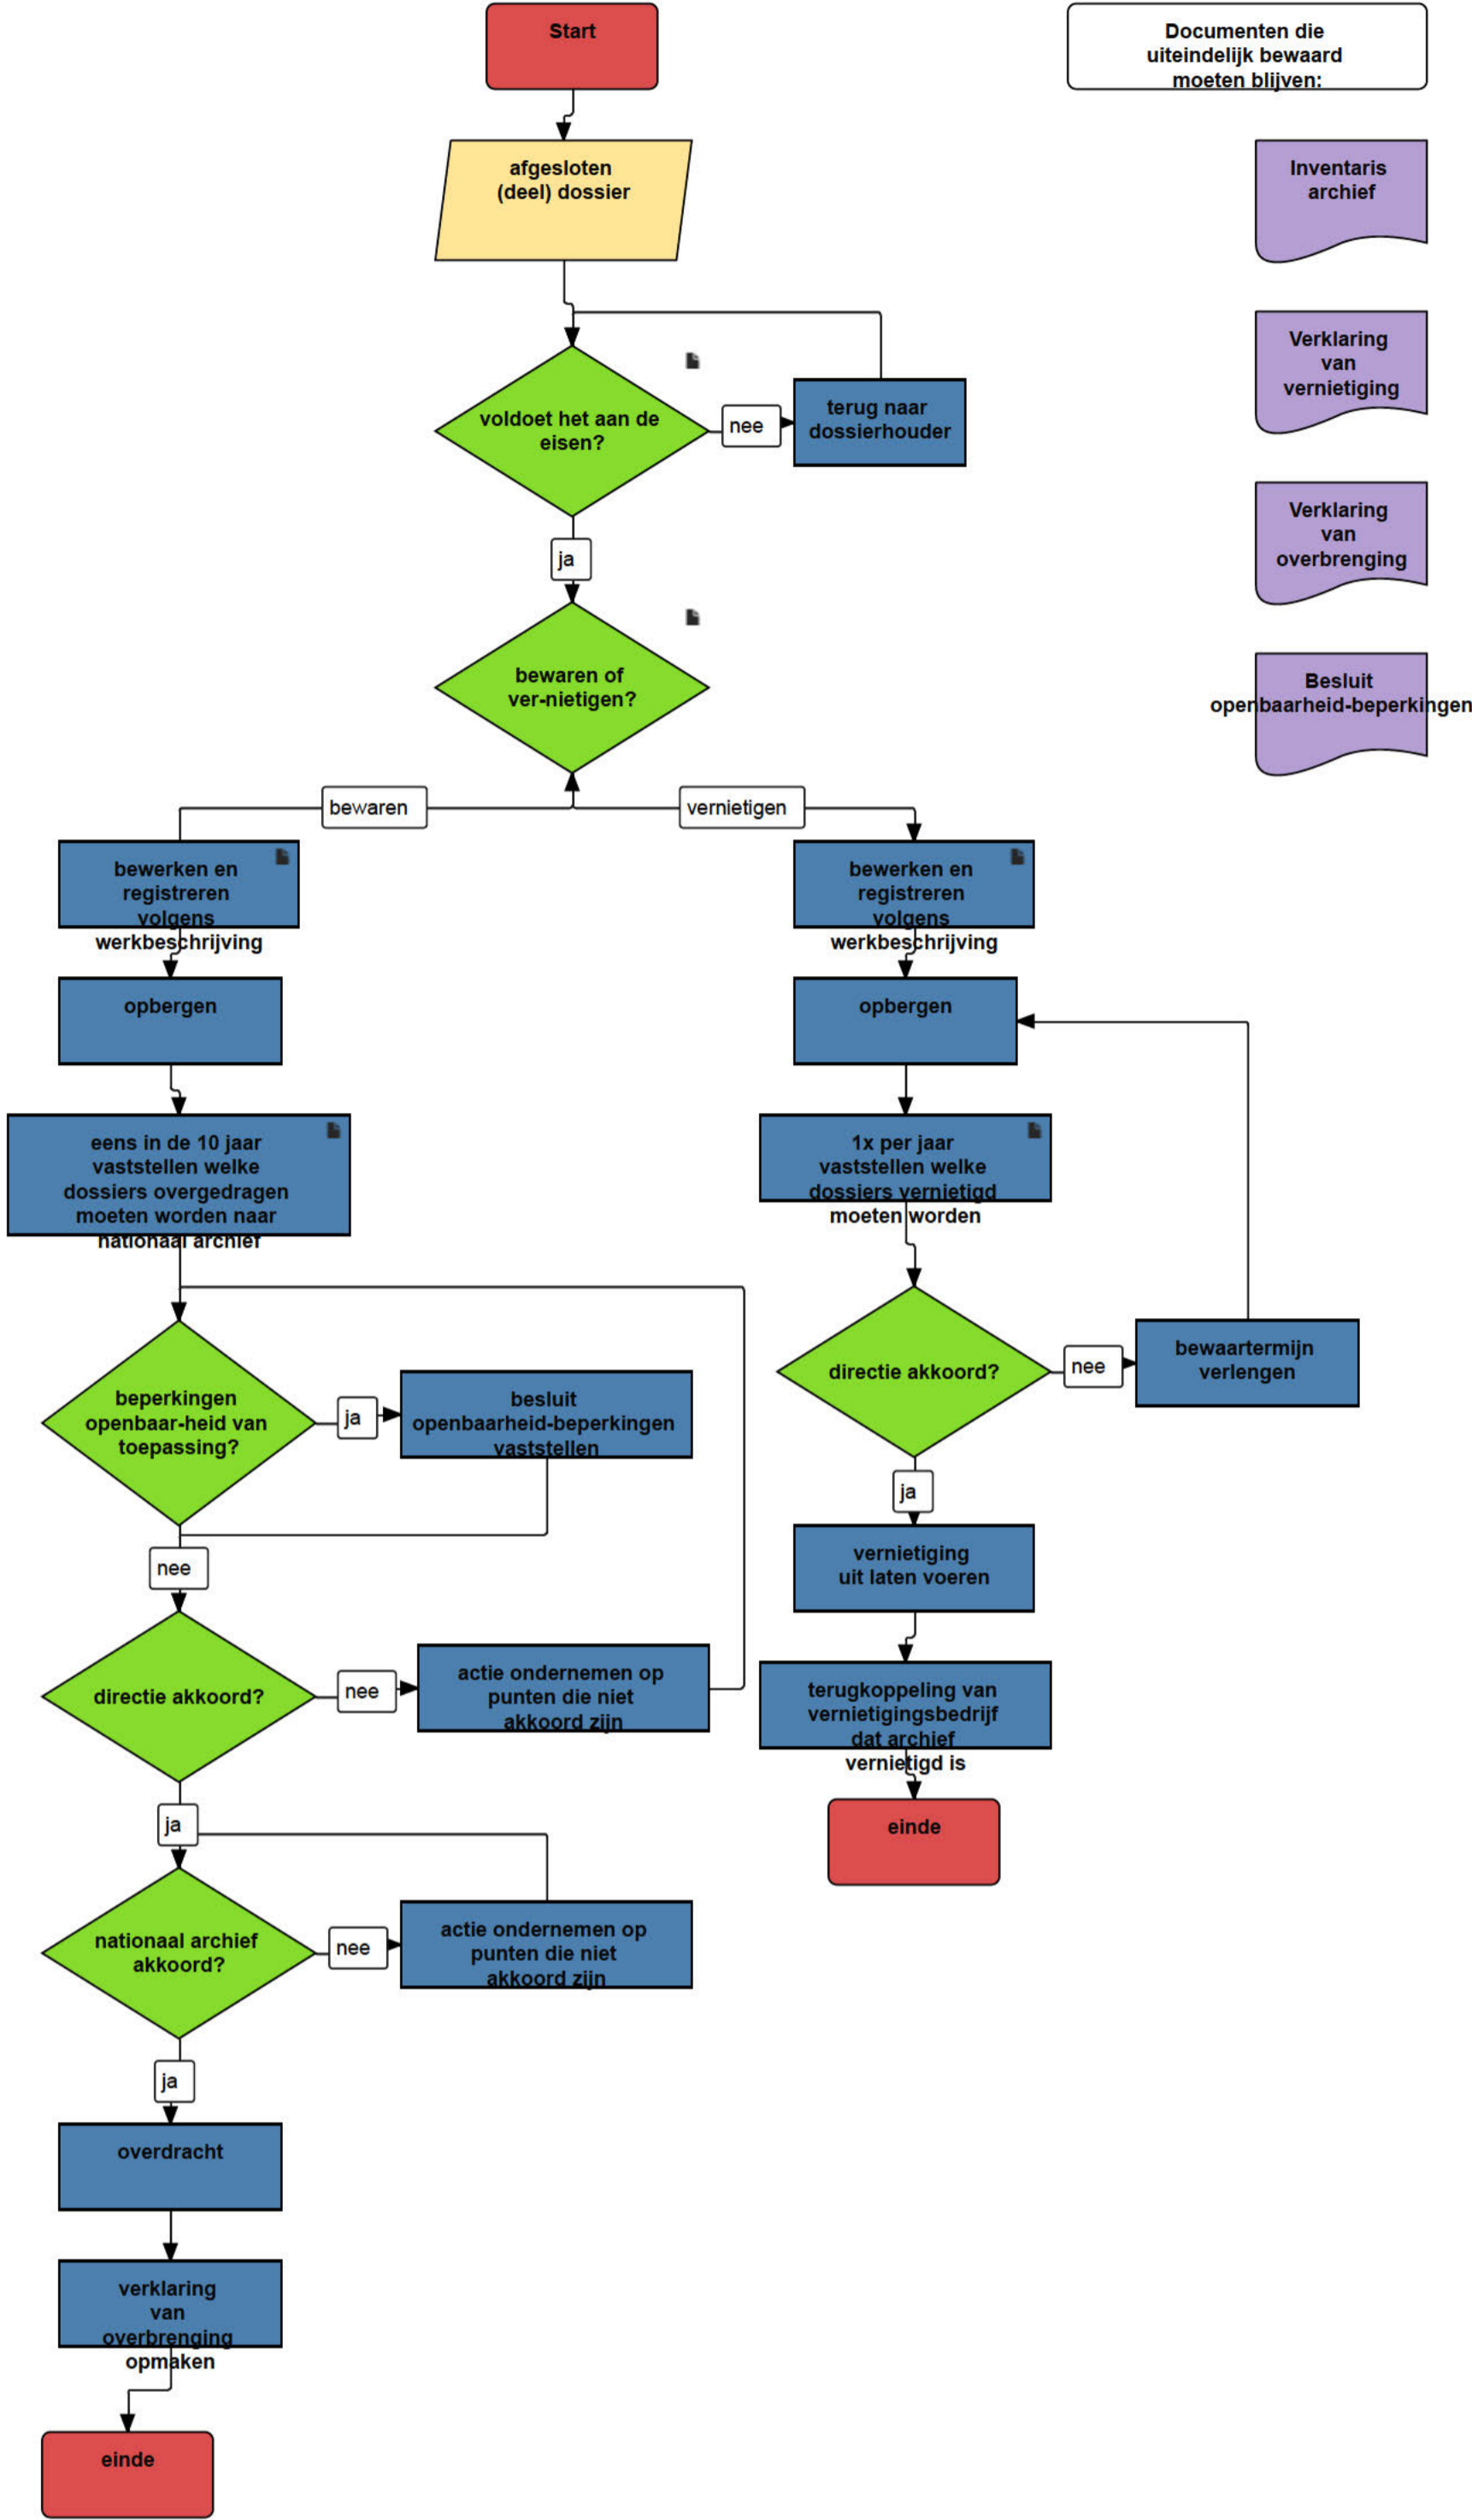 Start
Documenten die
uiteindelijk bewaard
moeten blijven:
afgesloten
(deel) dossier
Inventaris
archief
Verklaring
van
vernietiging
voldoet het aan de
eisen?
nee
terug naar
dossierhouder
ja
Verklaring
van
overbrenging
bewaren of
ver-nietigen?
Besluit
openbaarheid-beperkingen
bewaren
vernietigen
bewerken en
registreren
volgens
werkbeschrijving
bewerken en
registreren
volgens
werkbeschrijving
opbergen
opbergen
eens in de 10 jaar
vaststellen welke
dossiers overgedragen
moeten worden naar
nationaal archief
1x per jaar
vaststellen welke
dossiers vernietigd
moeten worden
beperkingen
openbaar-heid van
toepassing?
ja
besluit
openbaarheid-beperkingen
vaststellen
directie akkoord?
nee
bewaartermijn
verlengen
ja
nee
vernietiging
uit laten voeren
directie akkoord?
nee
actie ondernemen op
punten die niet
akkoord zijn
terugkoppeling van
vernietigingsbedrijf
dat archief
vernietigd is
ja
einde
nationaal archief
akkoord?
nee
actie ondernemen op
punten die niet
akkoord zijn
ja
overdracht
verklaring
van
overbrenging
opmaken
einde